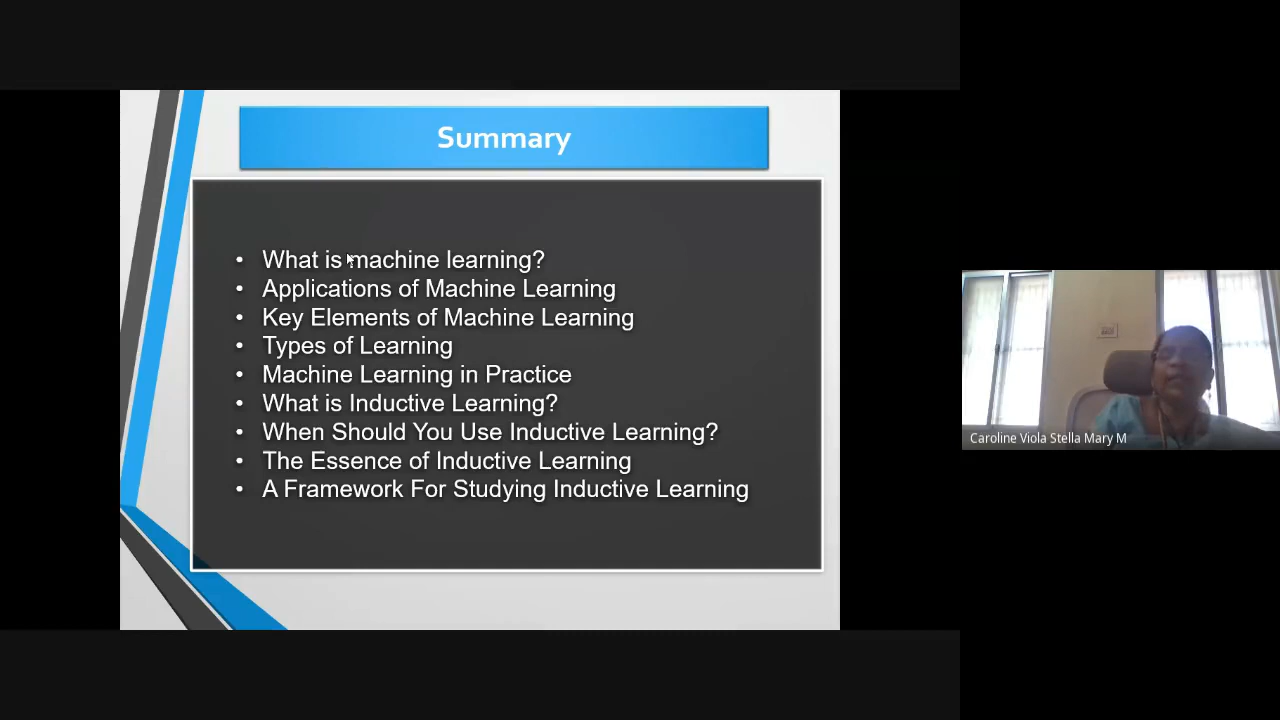 Summary
• What is machine learning?
• Applications of Machine Learning
• Key Elements of Machine Learning
• Types of Learning
• Machine Learning in Practice
• What is Inductive Learning?
• When Should You Use Inductive Learning?
• The Essence of Inductive Learning
• A Framework For Studying Inductive Learning
Caroline Viola Stella Mary M